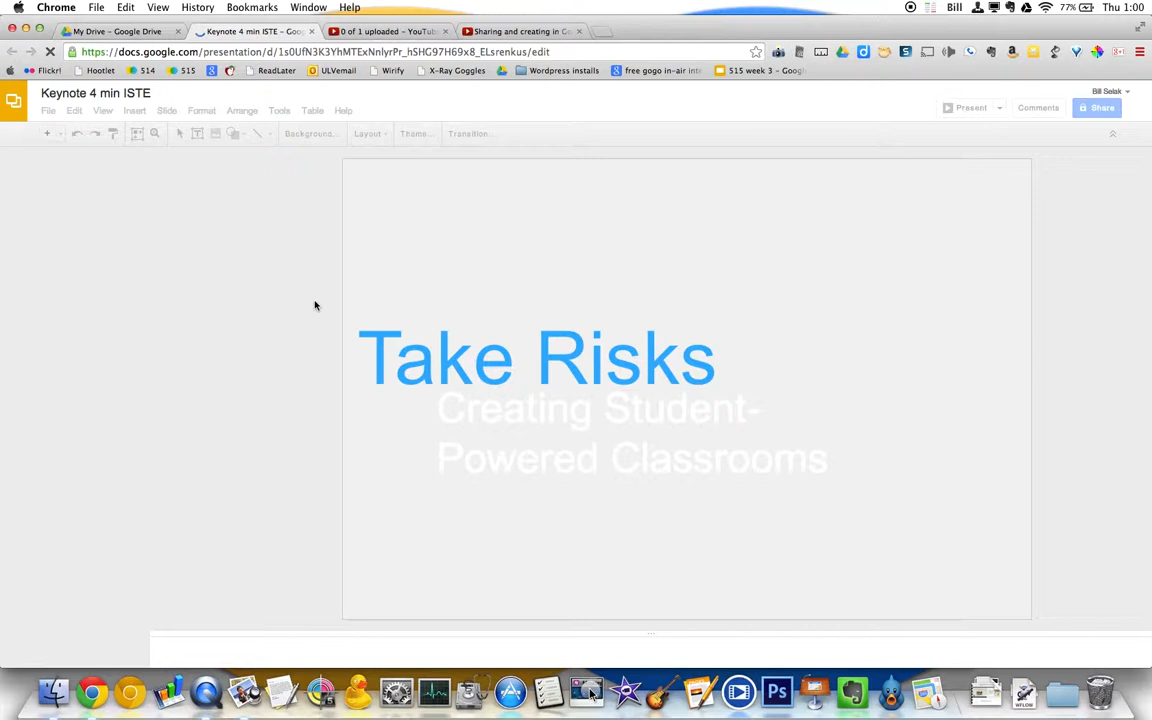 Chrome File Edit View History Bookmarks Window Help Bill 77% Thu 1:00
My Drive – Google Drive Keynote 4 min ISTE – Goo 0 of 1 uploaded – YouTub Sharing and creating in Go
https://docs.google.com/presentation/d/1s0UfN3K3YhMTExNnlyrPr_hSHG97H69x8_ELsrenkus/edit
Flickr! Hootlet 514 515 ReadLater ULVemail Wirify X-Ray Goggles Wordpress installs free gogo in-air inte 515 week 3 – Googl
Keynote 4 min ISTE
Bill Selak
File Edit View Insert Slide Format Arrange Tools Table Help
Present Comments Share
Background... Layout Theme... Transition...
Take Risks
Creating Student-
Powered Classrooms